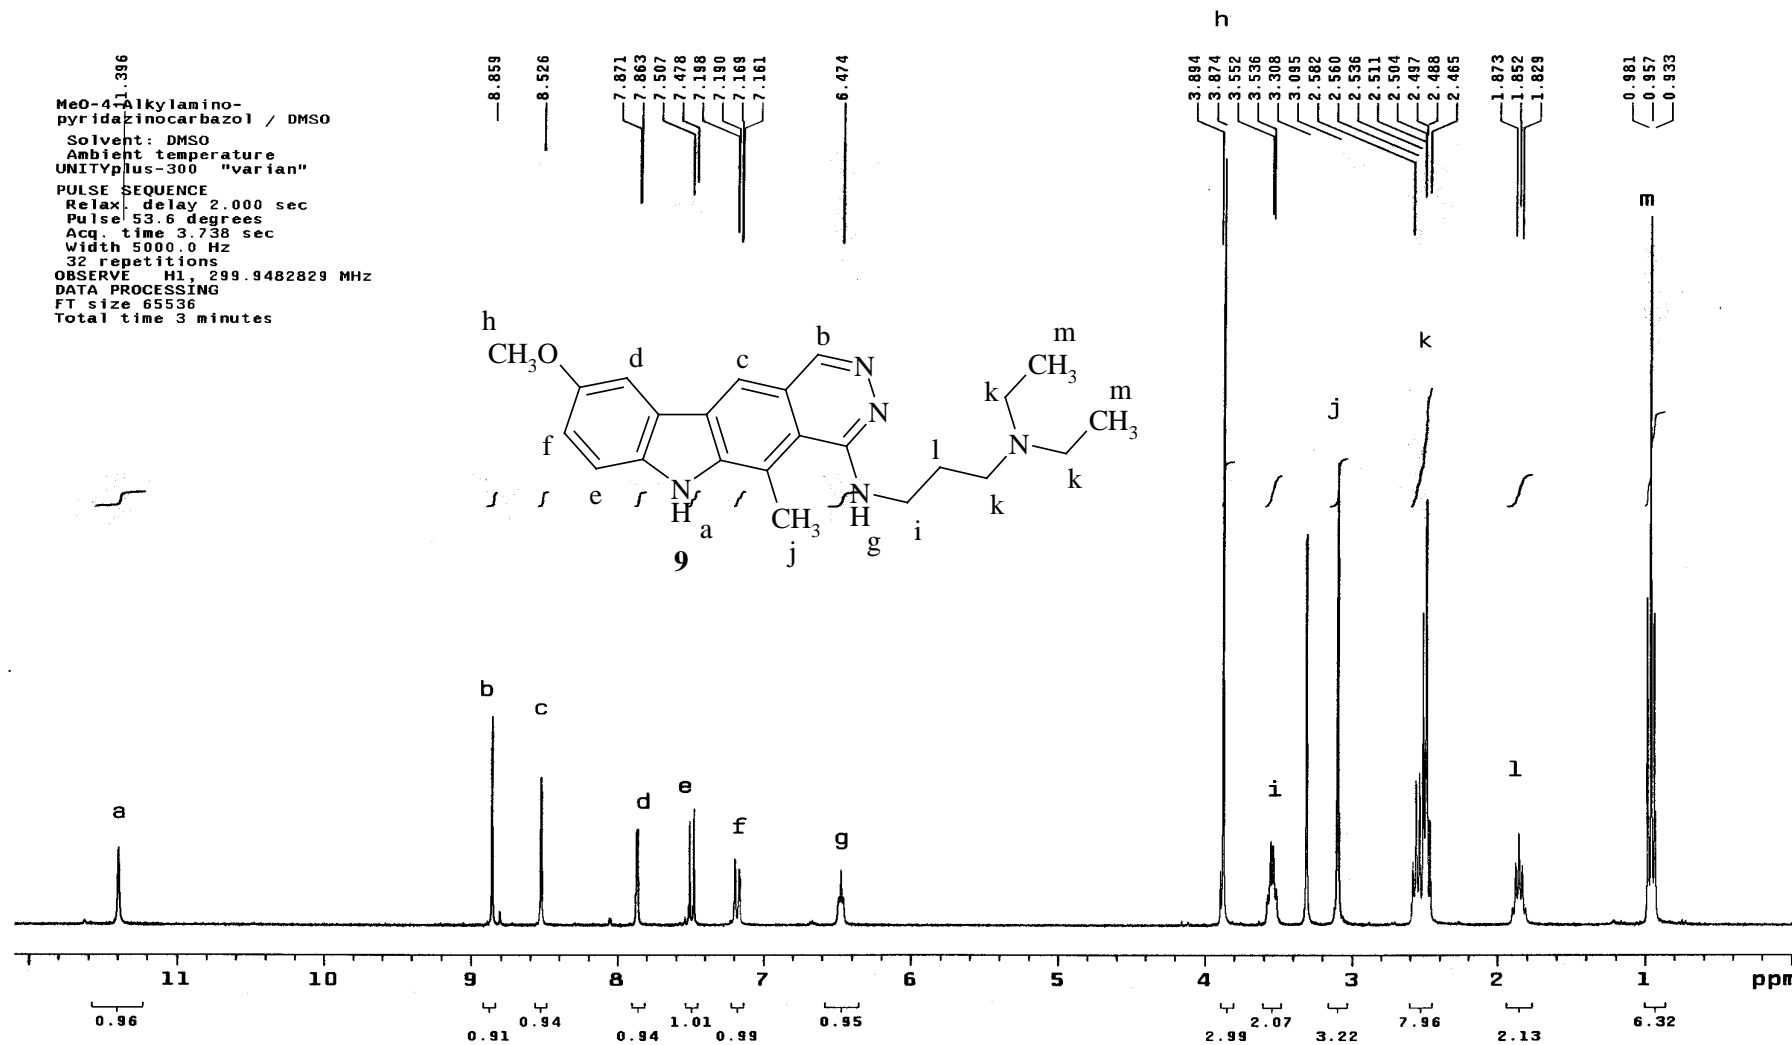 h
11.396
8.859
8.526
7.871
7.863
7.507
7.478
7.198
7.190
7.169
7.161
6.474
3.894
3.874
3.552
3.536
3.308
3.095
2.582
2.560
2.536
2.511
2.504
2.497
2.488
2.465
1.873
1.852
1.829
0.981
0.957
0.933
MeO-4-Alkylamino-
pyridazinocarbazol / DMSO
Solvent: DMSO
Ambient temperature
UNITYplus-300 "varian"
PULSE SEQUENCE
Relax. delay 2.000 sec
Pulse 53.6 degrees
Acq. time 3.738 sec
Width 5000.0 Hz
32 repetitions
OBSERVE H1, 299.9482829 MHz
DATA PROCESSING
FT size 65536
Total time 3 minutes
m
h
CH3O
d
c
b
N
N
m
CH3
k
m
CH3
N
k
k
l
i
N
H
g
f
e
N
H
a
CH3
j
9
k
j
b
c
a
d
e
f
g
i
l
11 10 9 8 7 6 5 4 3 2 1 ppm
0.96 0.91 0.94 0.94 1.01 0.99 0.95 2.99 2.07 3.22 7.96 2.13 6.32